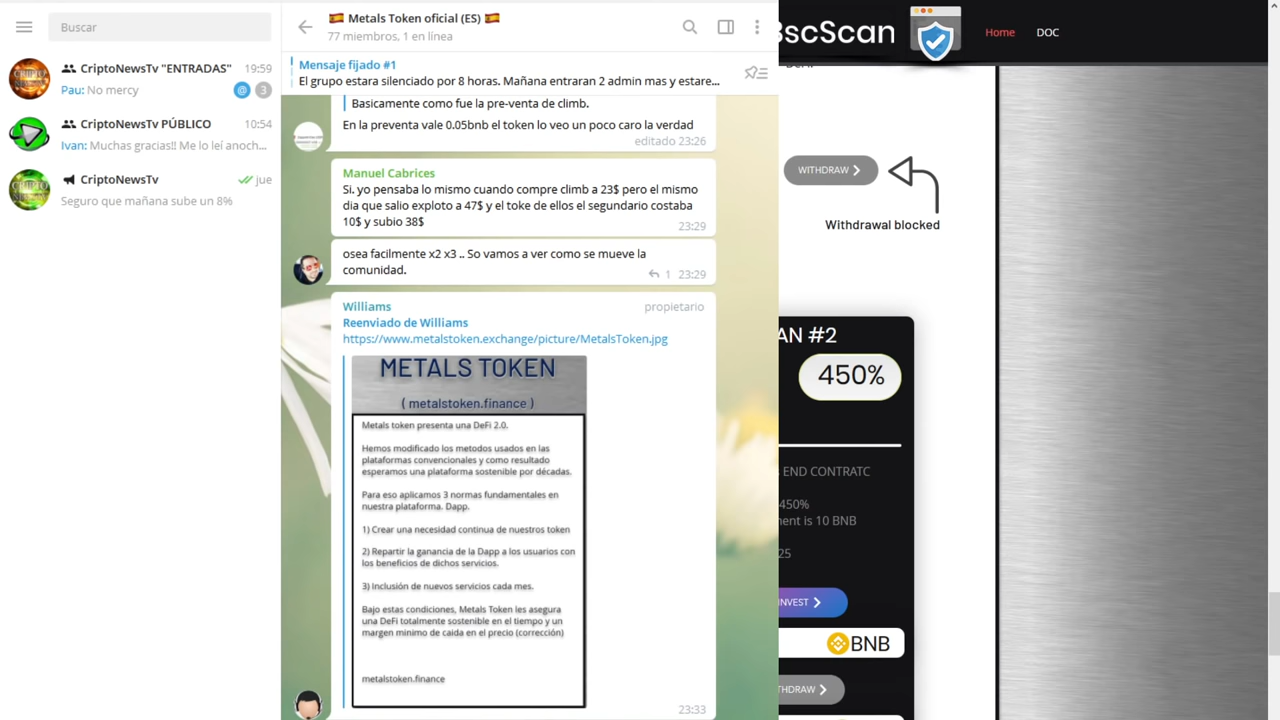 Buscar
CriptoNewsTv "ENTRADAS"
19:59
Pau: No mercy
@
3
CriptoNewsTv PÚBLICO
10:54
Ivan: Muchas gracias!! Me lo leí anoch...
CriptoNewsTv
jue
Seguro que mañana sube un 8%
Metals Token oficial (ES)
77 miembros, 1 en línea
Mensaje fijado #1
El grupo estara silenciado por 8 horas. Mañana entraran 2 admin mas y estare...
Basicamente como fue la pre-venta de climb.
En la preventa vale 0.05bnb el token lo veo un poco caro la verdad
editado 23:26
Manuel Cabrices
Si. yo pensaba lo mismo cuando compre climb a 23$ pero el mismo
dia que salio exploto a 47$ y el toke de ellos el segundario costaba
10$ y subio 38$
23:29
osea facilmente x2 x3 .. So vamos a ver como se mueve la
comunidad.
1 23:29
Williams
propietario
Reenviado de Williams
https://www.metalstoken.exchange/picture/MetalsToken.jpg
METALS TOKEN
( metalstoken.finance )
Metals token presenta una DeFi 2.0.
Hemos modificado los metodos usados en las
plataformas convencionales y como resultado
esperamos una plataforma sostenible por décadas.
Para eso aplicamos 3 normas fundamentales en
nuestra plataforma. Dapp.
1) Crear una necesidad continua de nuestros token
2) Repartir la ganancia de la Dapp a los usuarios con
los beneficios de dichos servicios.
3) Inclusión de nuevos servicios cada mes.
Bajo estas condiciones, Metals Token les asegura
una DeFi totalmente sostenible en el tiempo y un
margen minimo de caida en el precio (corrección)
metalstoken.finance
23:33
BscScan
Home
DOC
WITHDRAW
Withdrawal blocked
AN #2
450%
END CONTRATC
450%
ent is 10 BNB
25
INVEST
BNB
THDRAW